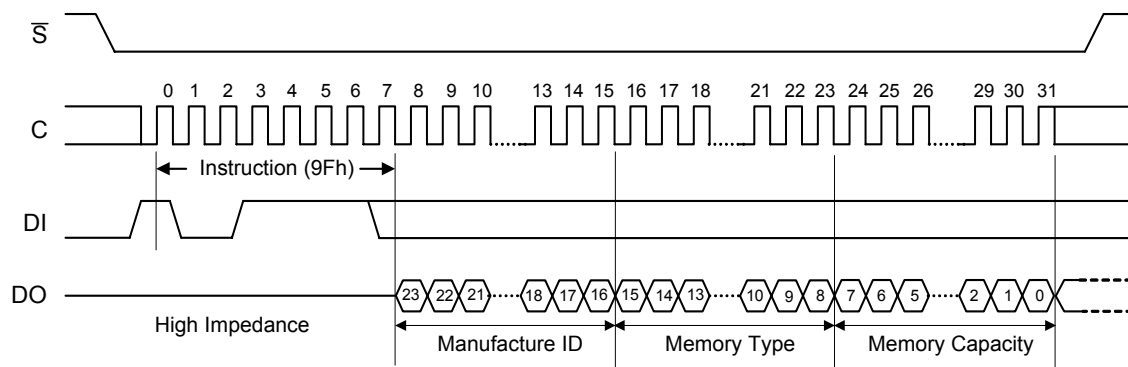 S
0 1 2 3 4 5 6 7 8 9 10 13 14 15 16 17 18 21 22 23 24 25 26 29 30 31
C
Instruction (9Fh)
DI
DO
23 22 21 18 17 16 15 14 13 10 9 8 7 6 5 2 1 0
High Impedance
Manufacture ID
Memory Type
Memory Capacity